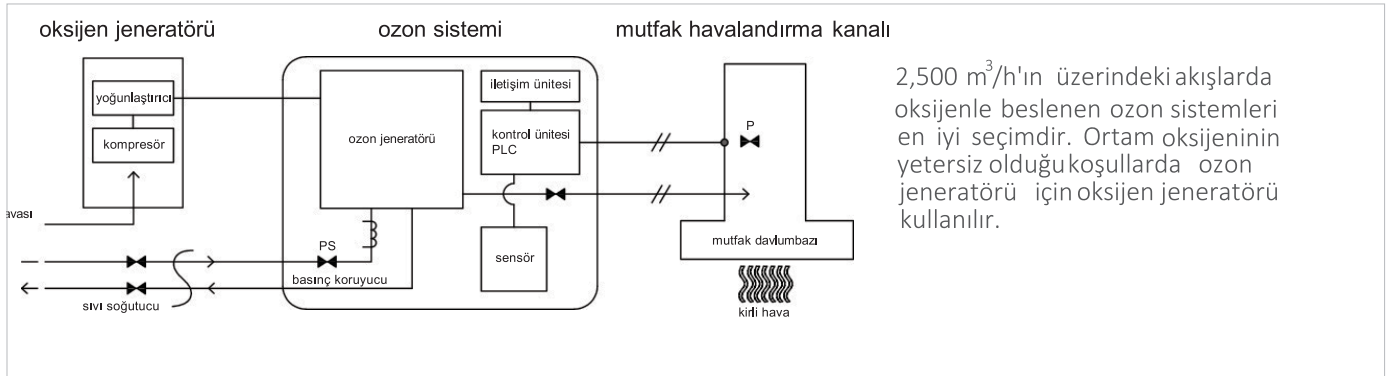 oksijen jeneratörü
ozon sistemi
mutfak havalandırma kanalı
yoğunlaştırıcı
kompresör
avası
sıvı soğutucu
ozon jeneratörü
iletişim ünitesi
kontrol ünitesi
PLC
sensör
PS
basınç koruyucu
P
mutfak davlumbazı
kirli hava
2,500 m³/h'ın üzerindeki akışlarda
oksijenle beslenen ozon sistemleri
en iyi seçimdir. Ortam oksijeninin
yetersiz olduğu koşullarda ozon
jeneratörü için oksijen jeneratörü
kullanılır.